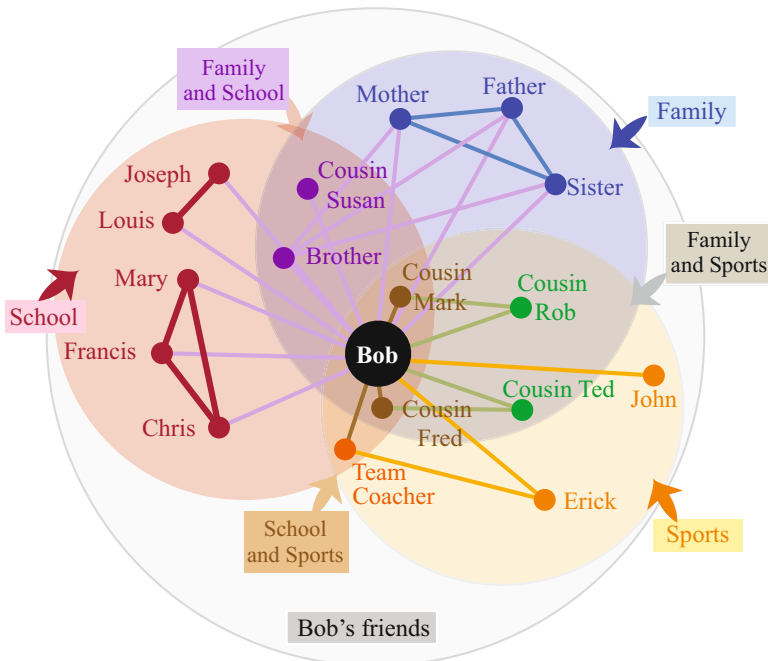 Family
and School
Mother
Father
Family
Joseph
Cousin
Susan
Sister
Louis
Brother
Family
and Sports
Mary
Cousin
Mark
Cousin
Rob
School
Francis
Bob
Cousin Ted
John
Chris
Cousin
Fred
Team
Coacher
Erick
School
and Sports
Sports
Bob's friends